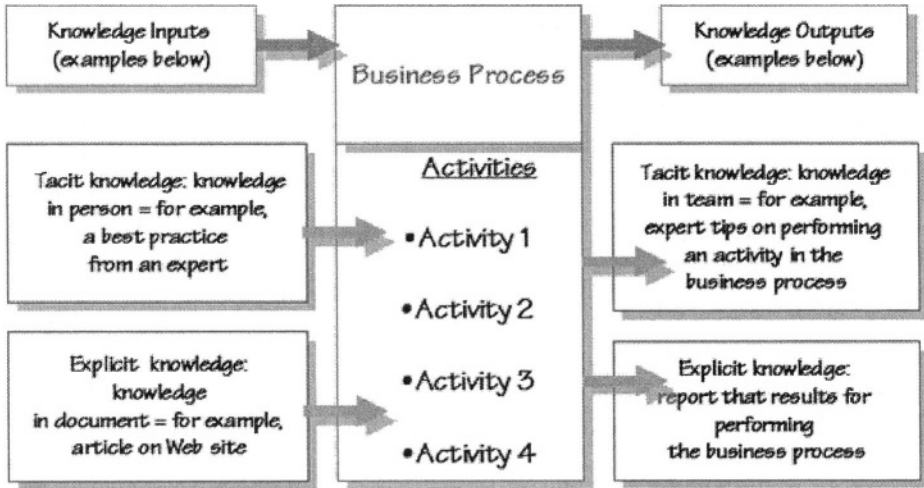 Knowledge Inputs
(examples below)
Business Process
Knowledge Outputs
(examples below)
Tacit knowledge: knowledge
in person = for example,
a best practice
from an expert
Explicit knowledge:
knowledge
in document = for example,
article on Web site
Activities
•Activity 1
•Activity 2
•Activity 3
•Activity 4
Tacit knowledge: knowledge
in team = for example,
expert tips on performing
an activity in the
business process
Explicit knowledge:
report that results for
performing
the business process